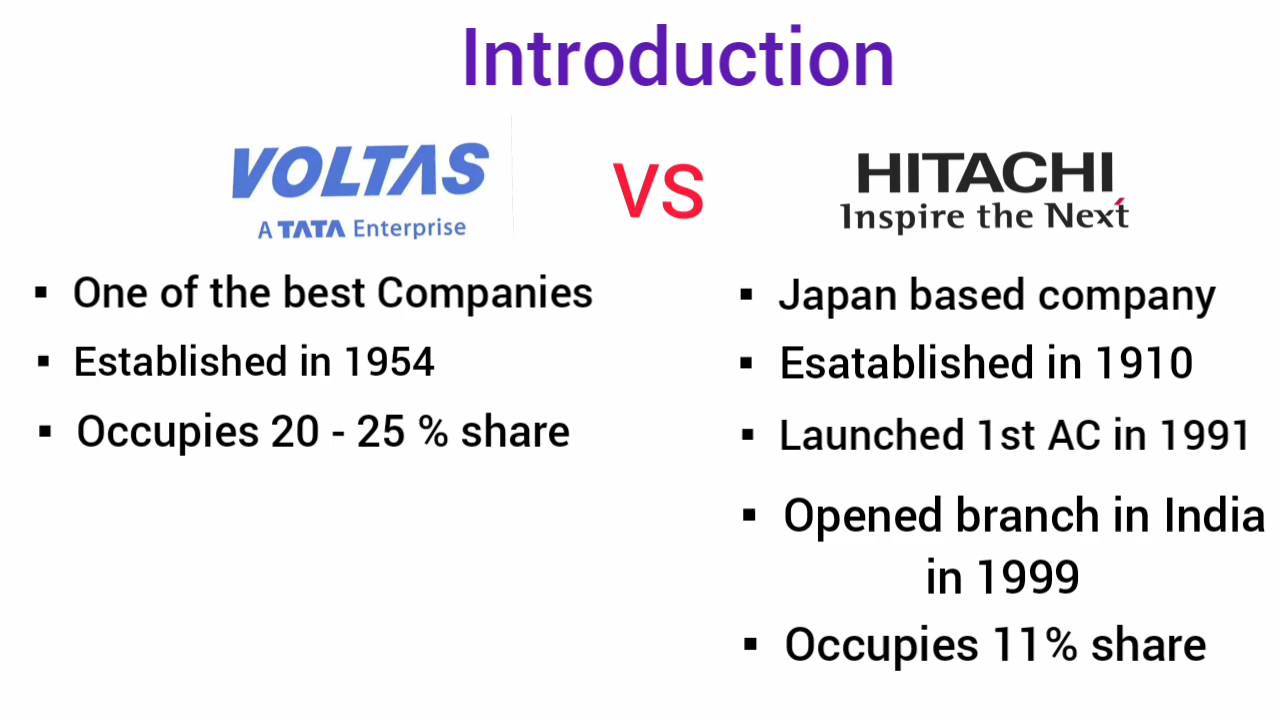 Introduction
VOLTAS
A TATA Enterprise
vs
HITACHI
Inspire the Next
▪ One of the best Companies
▪ Established in 1954
▪ Occupies 20 - 25 % share
▪ Japan based company
▪ Esatablished in 1910
▪ Launched 1st AC in 1991
▪ Opened branch in India
in 1999
▪ Occupies 11% share